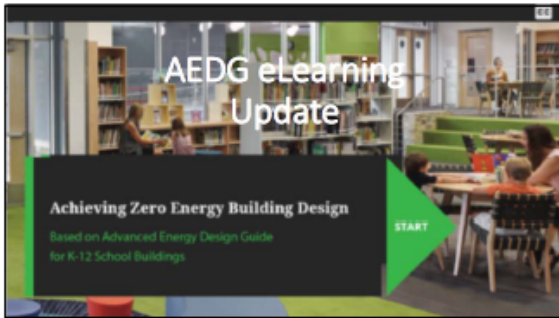 CC
AEDG eLearning
Update
Achieving Zero Energy Building Design
Based on Advanced Energy Design Guide
for K-12 School Buildings
START